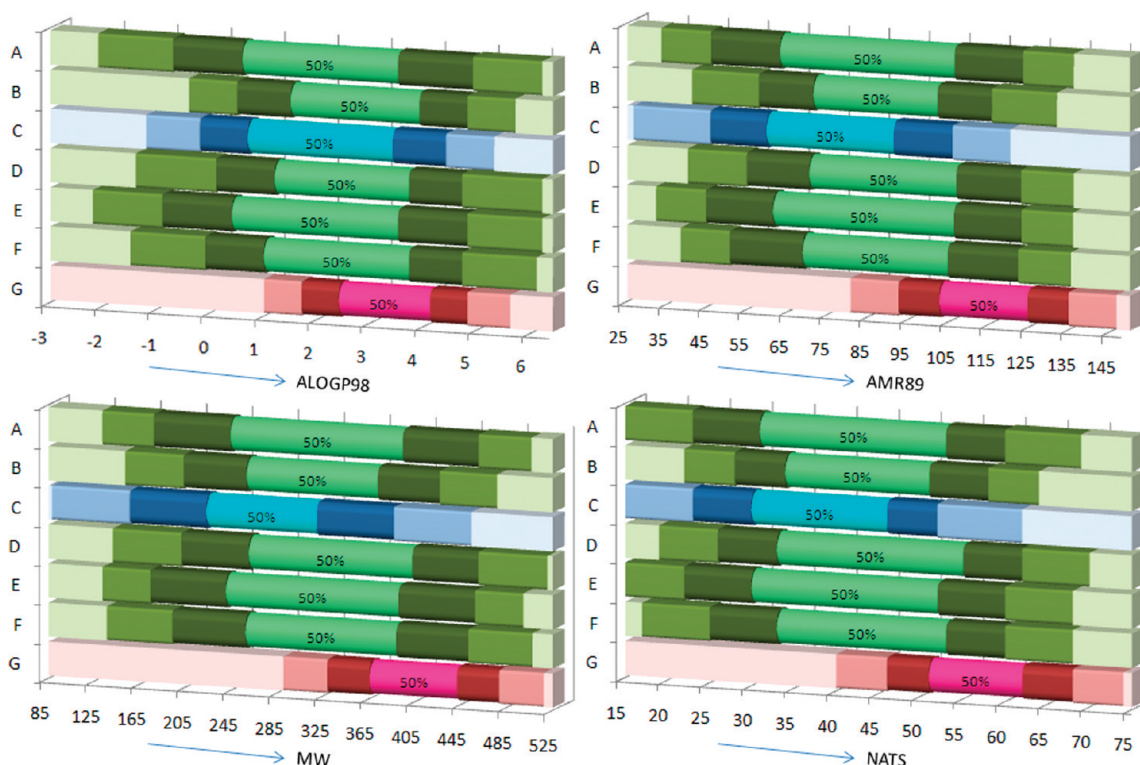 A 50%
B 50%
C 50%
D 50%
E 50%
F 50%
G 50%
-3 -2 -1 0 1 2 3 4 5 6
ALOGP98
A 50%
B 50%
C 50%
D 50%
E 50%
F 50%
G 50%
25 35 45 55 65 75 85 95 105 115 125 135 145
AMR89
A 50%
B 50%
C 50%
D 50%
E 50%
F 50%
G 50%
85 125 165 205 245 285 325 365 405 445 485 525
MW
A 50%
B 50%
C 50%
D 50%
E 50%
F 50%
G 50%
15 20 25 30 35 40 45 50 55 60 65 70 75
NATS